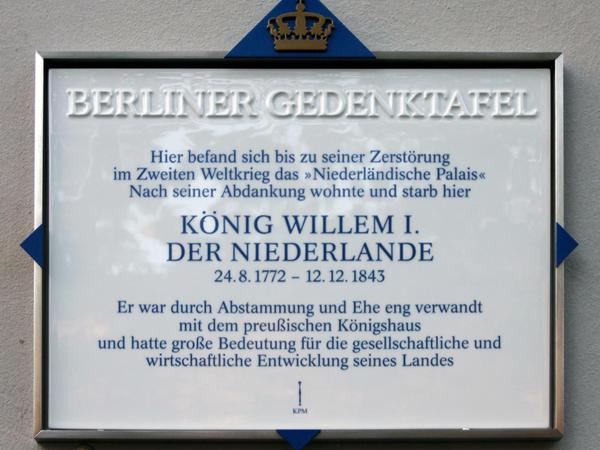 BERLINER GEDENKTAFEL
Hier befand sich bis zu seiner Zerstörung
im Zweiten Weltkrieg das »Niederländische Palais«
Nach seiner Abdankung wohnte und starb hier
KÖNIG WILLEM I.
DER NIEDERLANDE
24. 8. 1772 – 12. 12. 1843
Er war durch Abstammung und Ehe eng verwandt
mit dem preußischen Königshaus
und hatte große Bedeutung für die gesellschaftliche und
wirtschaftliche Entwicklung seines Landes
KPM